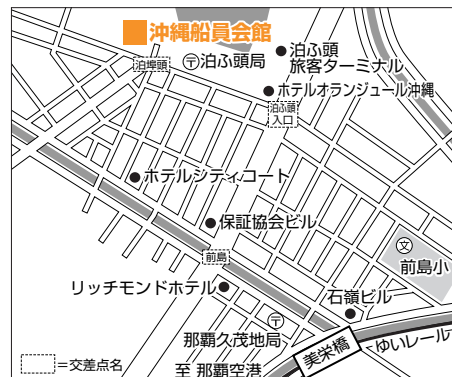 沖縄船員会館
泊埠頭
〒泊ふ頭局
泊ふ頭
旅客ターミナル
ホテルオランジュール沖縄
泊ふ頭
入口
ホテルシティコート
保証協会ビル
文
前島小
前島
リッチモンドホテル
石嶺ビル
〒
那覇久茂地局
美栄橋
ゆいレール
至 那覇空港
=交差点名